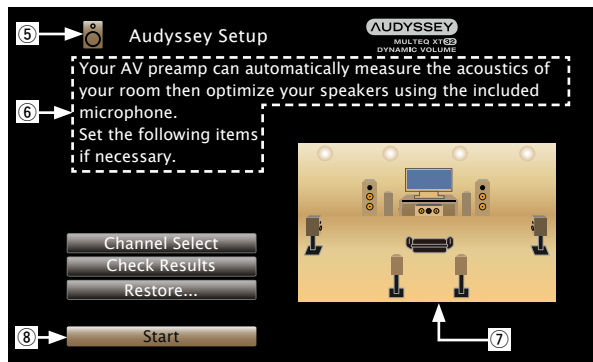 ⑤
Audyssey Setup
AUDYSSEY
MULTEQ XT32
DYNAMIC VOLUME
Your AV preamp can automatically measure the acoustics of
your room then optimize your speakers using the included
⑥
microphone.
Set the following items
if necessary.
Channel Select
Check Results
Restore...
⑧
Start
⑦